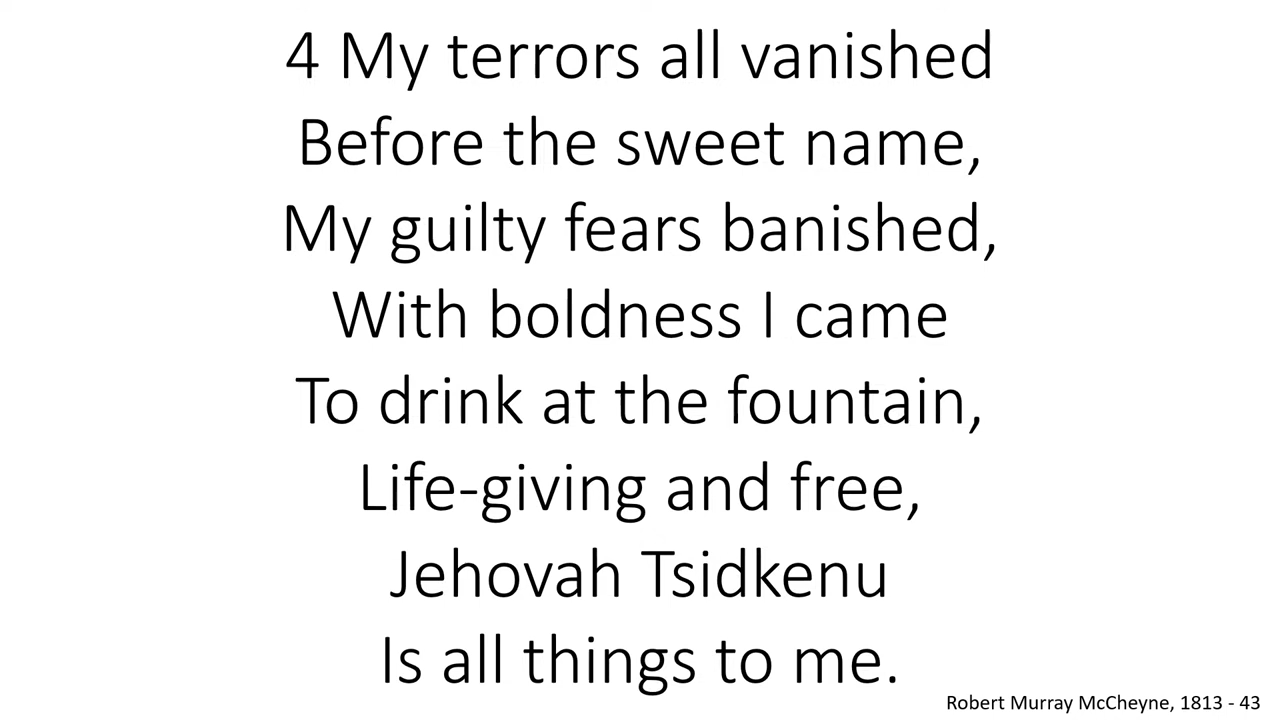 4 My terrors all vanished
Before the sweet name,
My guilty fears banished,
With boldness I came
To drink at the fountain,
Life-giving and free,
Jehovah Tsidkenu
Is all things to me.
Robert Murray McCheyne, 1813 - 43